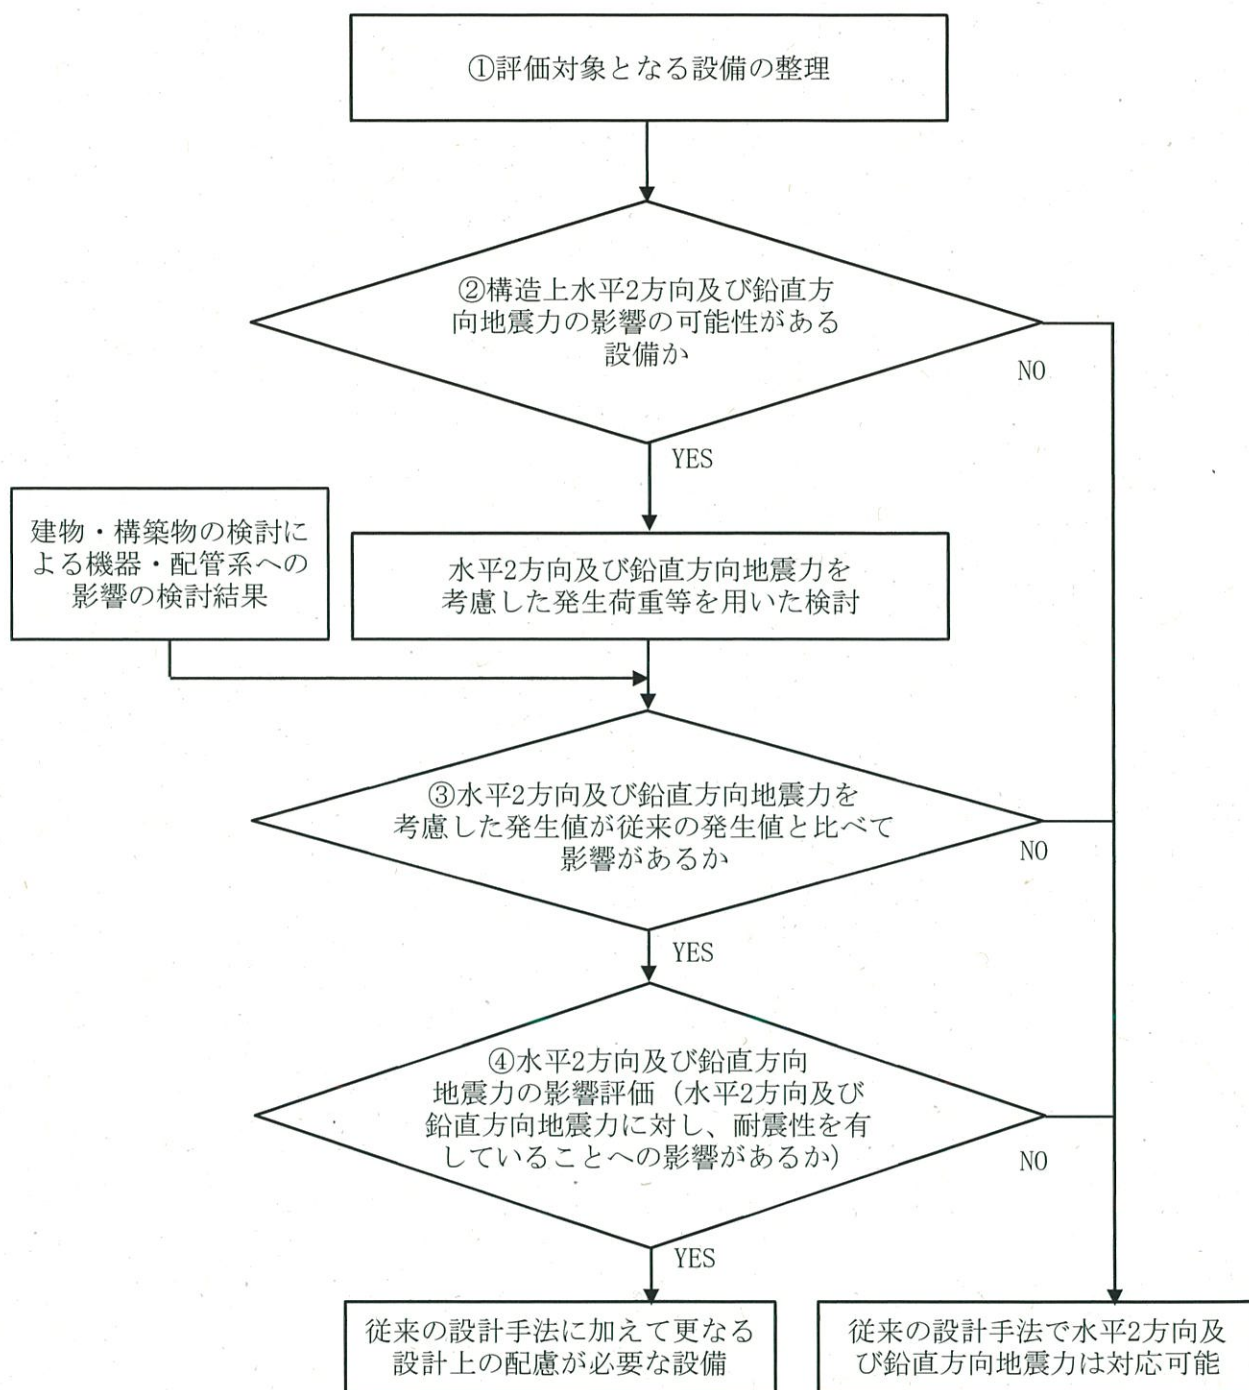 ①評価対象となる設備の整理
②構造上水平2方向及び鉛直方
向地震力の影響の可能性がある
設備か
NO
YES
建物・構築物の検討に
よる機器・配管系への
影響の検討結果
水平2方向及び鉛直方向地震力を
考慮した発生荷重等を用いた検討
③水平2方向及び鉛直方向地震力を
考慮した発生値が従来の発生値と比べて
影響があるか
NO
YES
④水平2方向及び鉛直方向
地震力の影響評価（水平2方向及び
鉛直方向地震力に対し、耐震性を有
していることへの影響があるか）
NO
YES
従来の設計手法に加えて更なる
設計上の配慮が必要な設備
従来の設計手法で水平2方向及
び鉛直方向地震力は対応可能